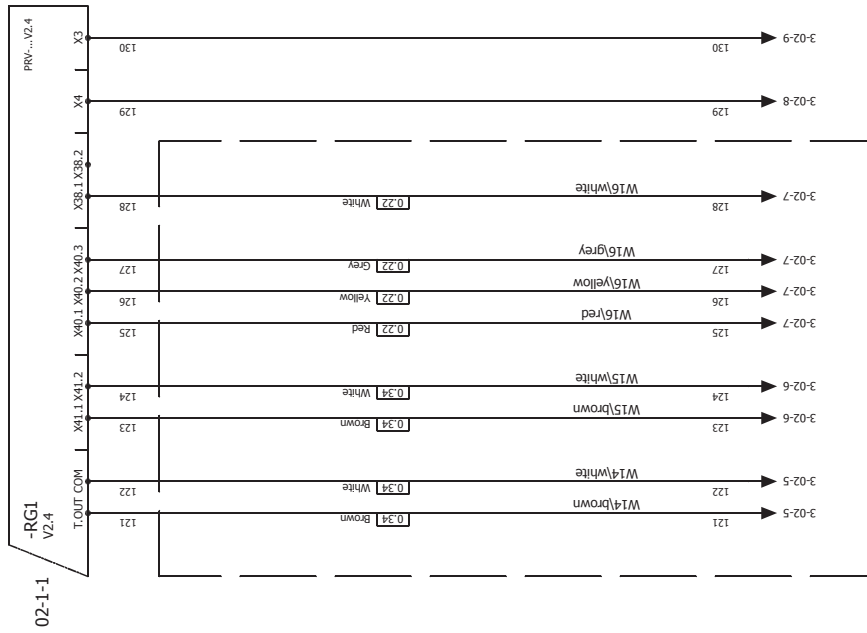 PRV-...V2.4
X3
130
130
3-02-9
X4
129
129
3-02-8
X38.2
X38.1
128
White
0.22
W16\white
128
3-02-7
X40.3
127
Grey
0.22
W16\grey
127
3-02-7
X40.2
126
Yellow
0.22
W16\yellow
126
3-02-7
X40.1
125
Red
0.22
W16\red
125
3-02-7
X41.2
124
White
0.34
W15\white
124
3-02-6
X41.1
123
Brown
0.34
W15\brown
123
3-02-6
COM
122
White
0.34
W14\white
122
3-02-5
T.OUT
121
Brown
0.34
W14\brown
121
3-02-5
-RG1
V2.4
02-1-1